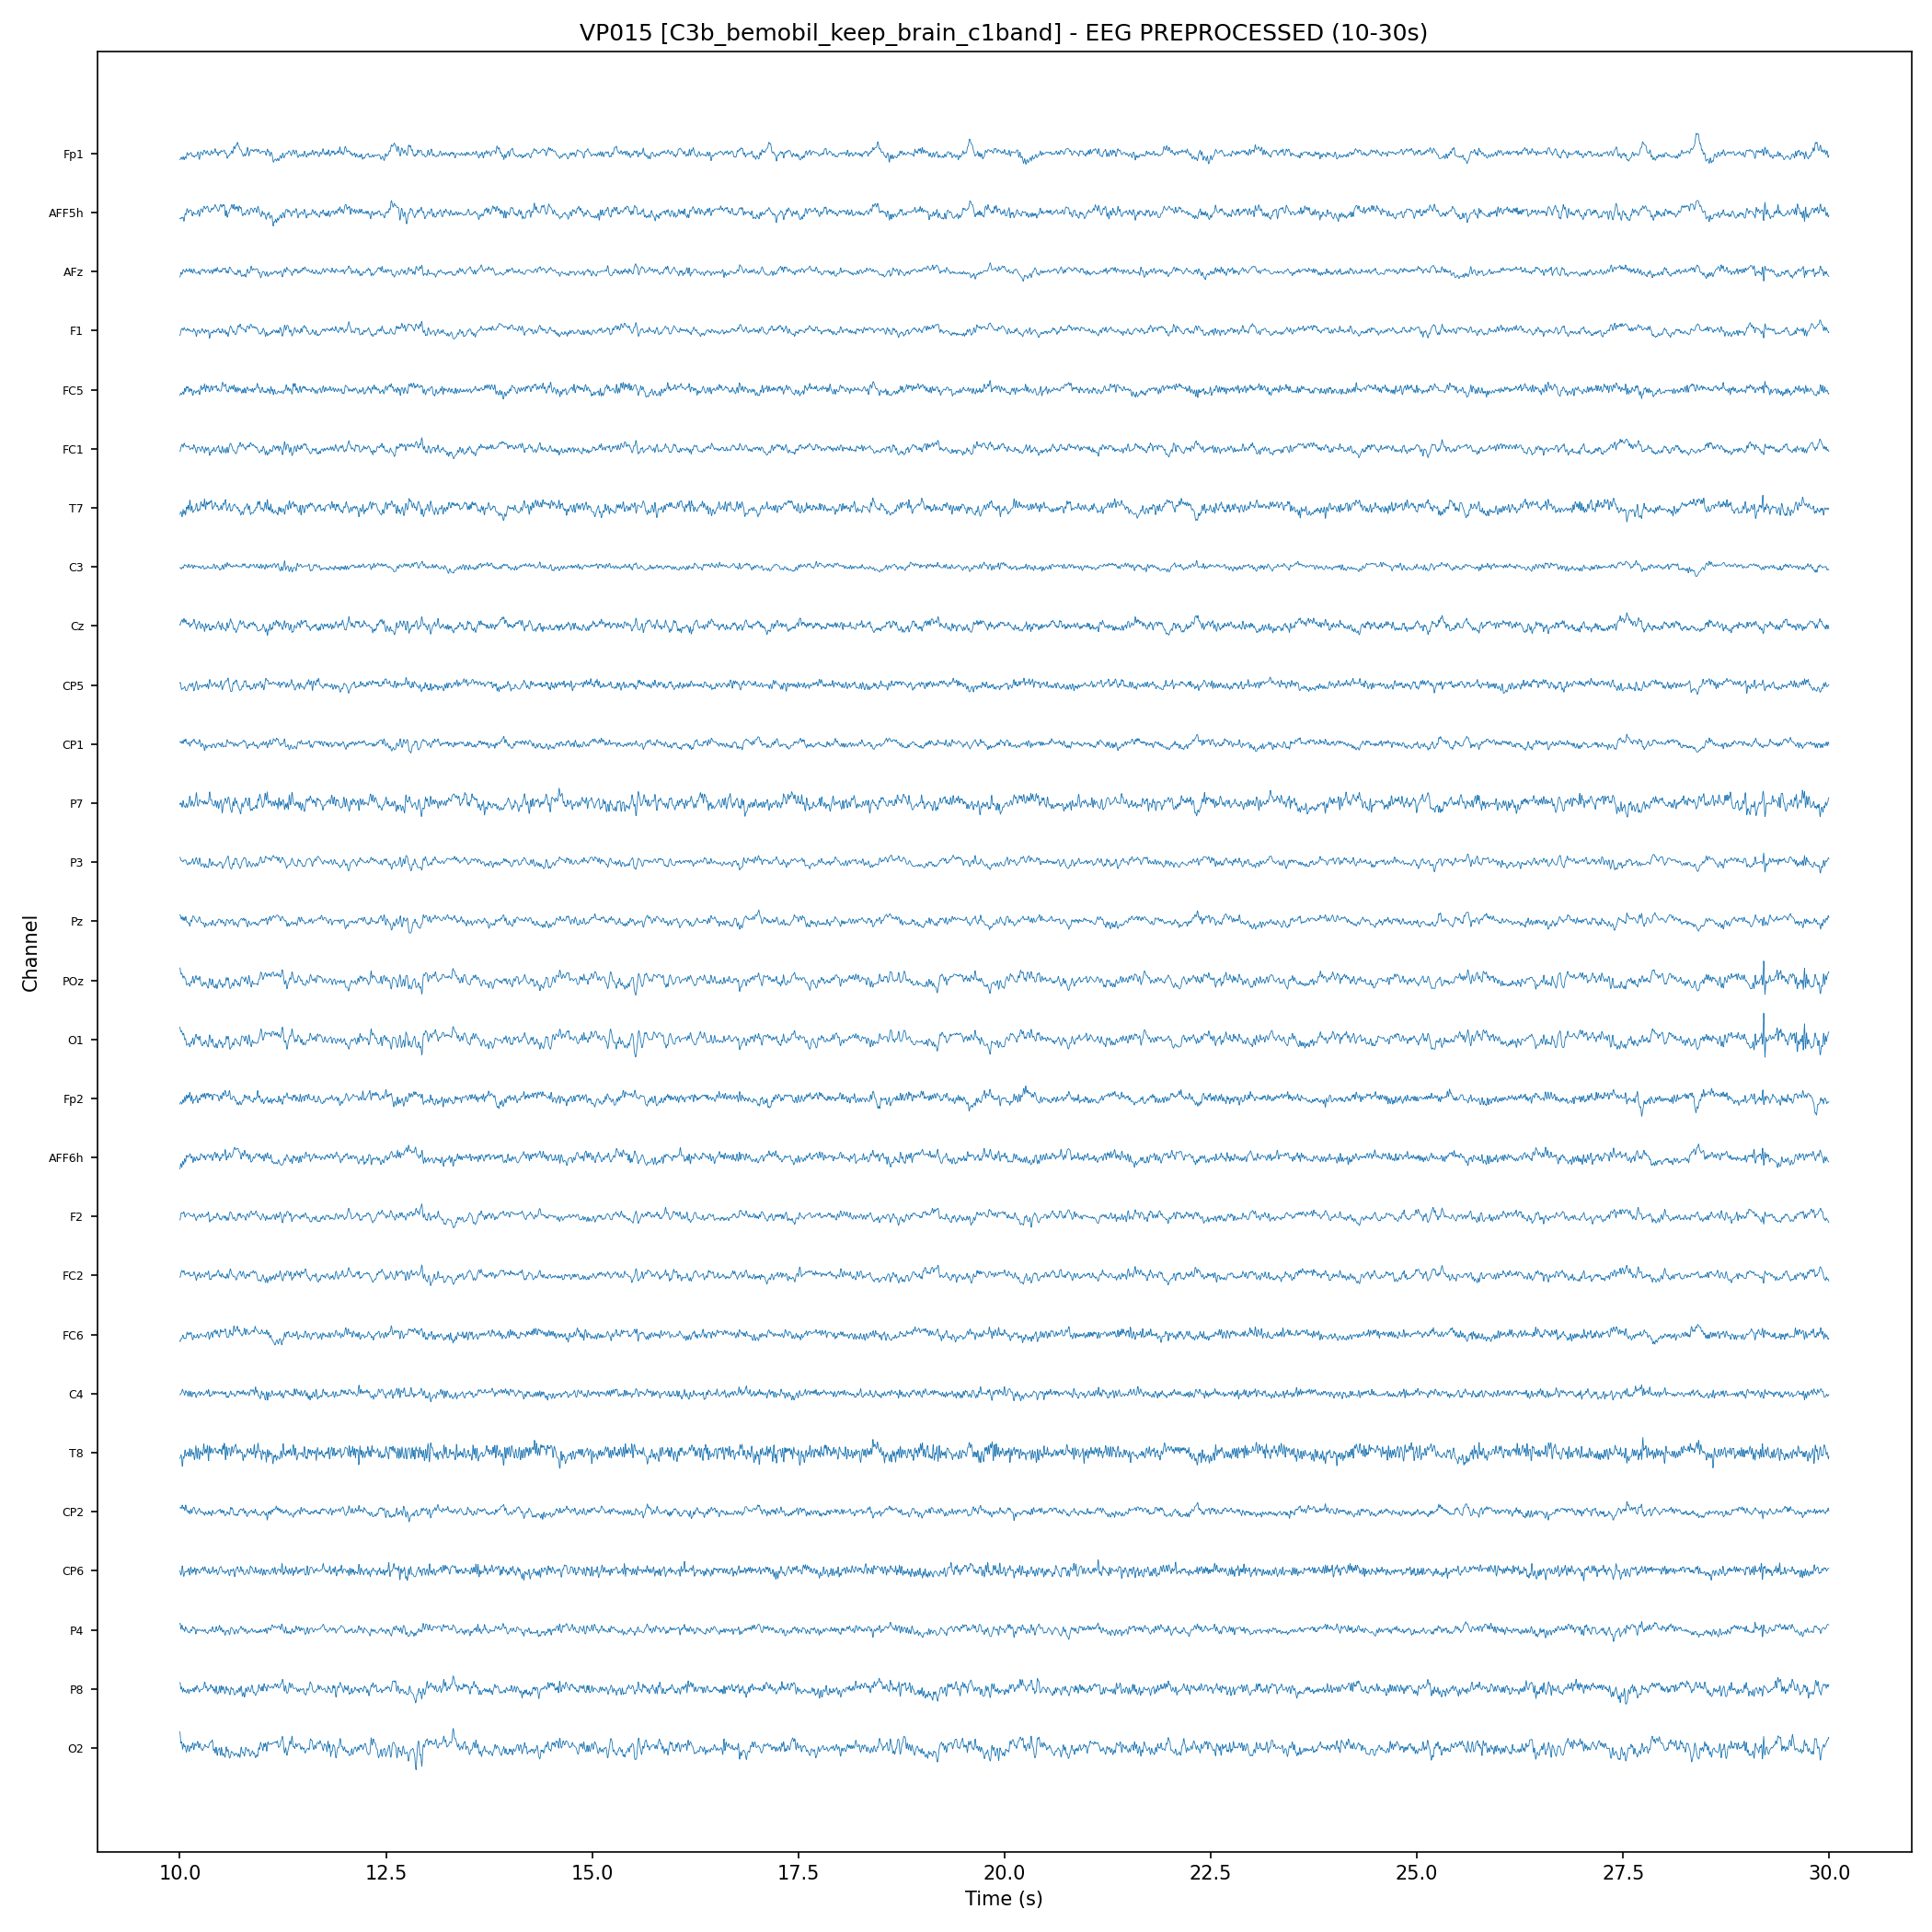 VP015 [C3b_bemobil_keep_brain_c1band] - EEG PREPROCESSED (10-30s)
Fp1
AFF5h
AFz
F1
FC5
FC1
T7
C3
Cz
CP5
CP1
P7
P3
Pz
POz
O1
Fp2
AFF6h
F2
FC2
FC6
C4
T8
CP2
CP6
P4
P8
O2
Channel
10.0 12.5 15.0 17.5 20.0 22.5 25.0 27.5 30.0
Time (s)